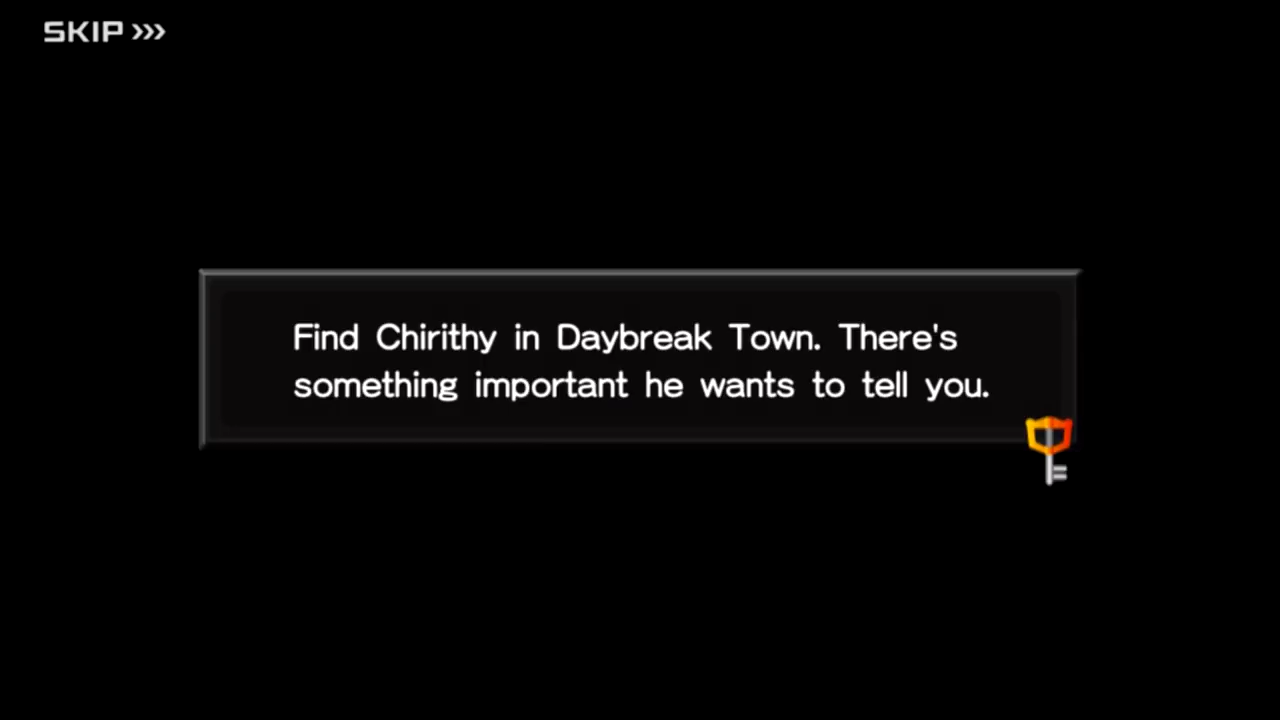 SKIP »›
Find Chirithy in Daybreak Town. There's
something important he wants to tell you.